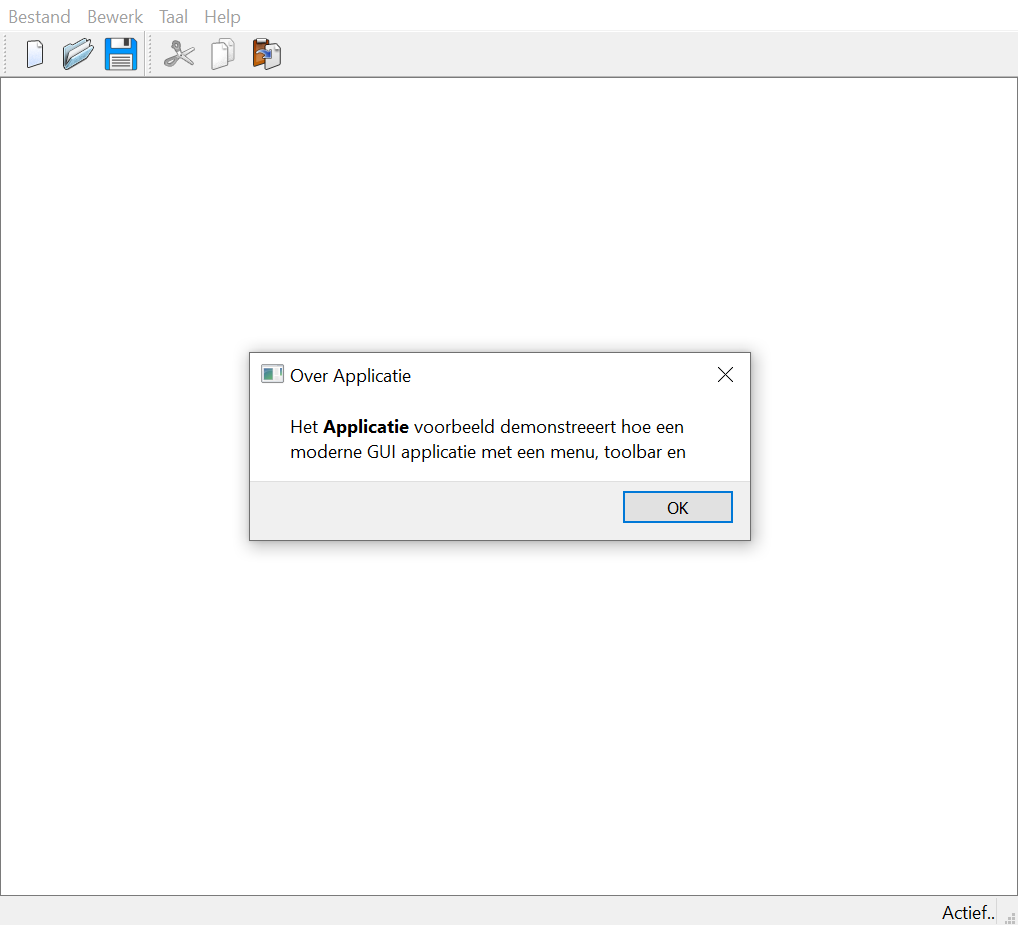 Bestand Bewerk Taal Help
Over Applicatie
Het Applicatie voorbeeld demonstreeert hoe een
moderne GUI applicatie met een menu, toolbar en
OK
Actief..